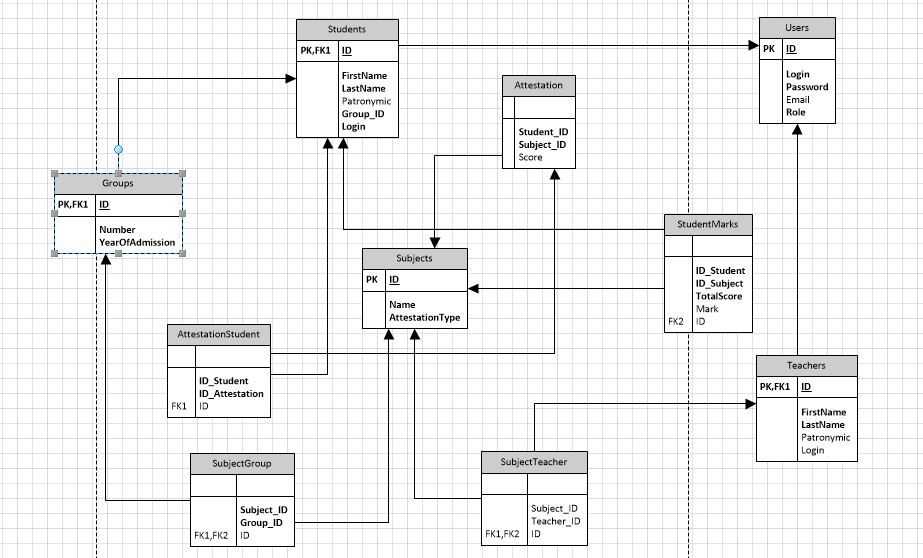 Students
PK,FK1 ID
FirstName
LastName
Patronymic
Group_ID
Login
Users
PK ID
Login
Password
Email
Role
Attestation
Student_ID
Subject_ID
Score
Groups
PK,FK1 ID
Number
YearOfAdmission
StudentMarks
ID_Student
ID_Subject
TotalScore
Mark
FK2 ID
Subjects
PK ID
Name
AttestationType
AttestationStudent
ID_Student
ID_Attestation
FK1 ID
Teachers
PK,FK1 ID
FirstName
LastName
Patronymic
Login
SubjectGroup
Subject_ID
Group_ID
FK1,FK2 ID
SubjectTeacher
Subject_ID
Teacher_ID
FK1,FK2 ID